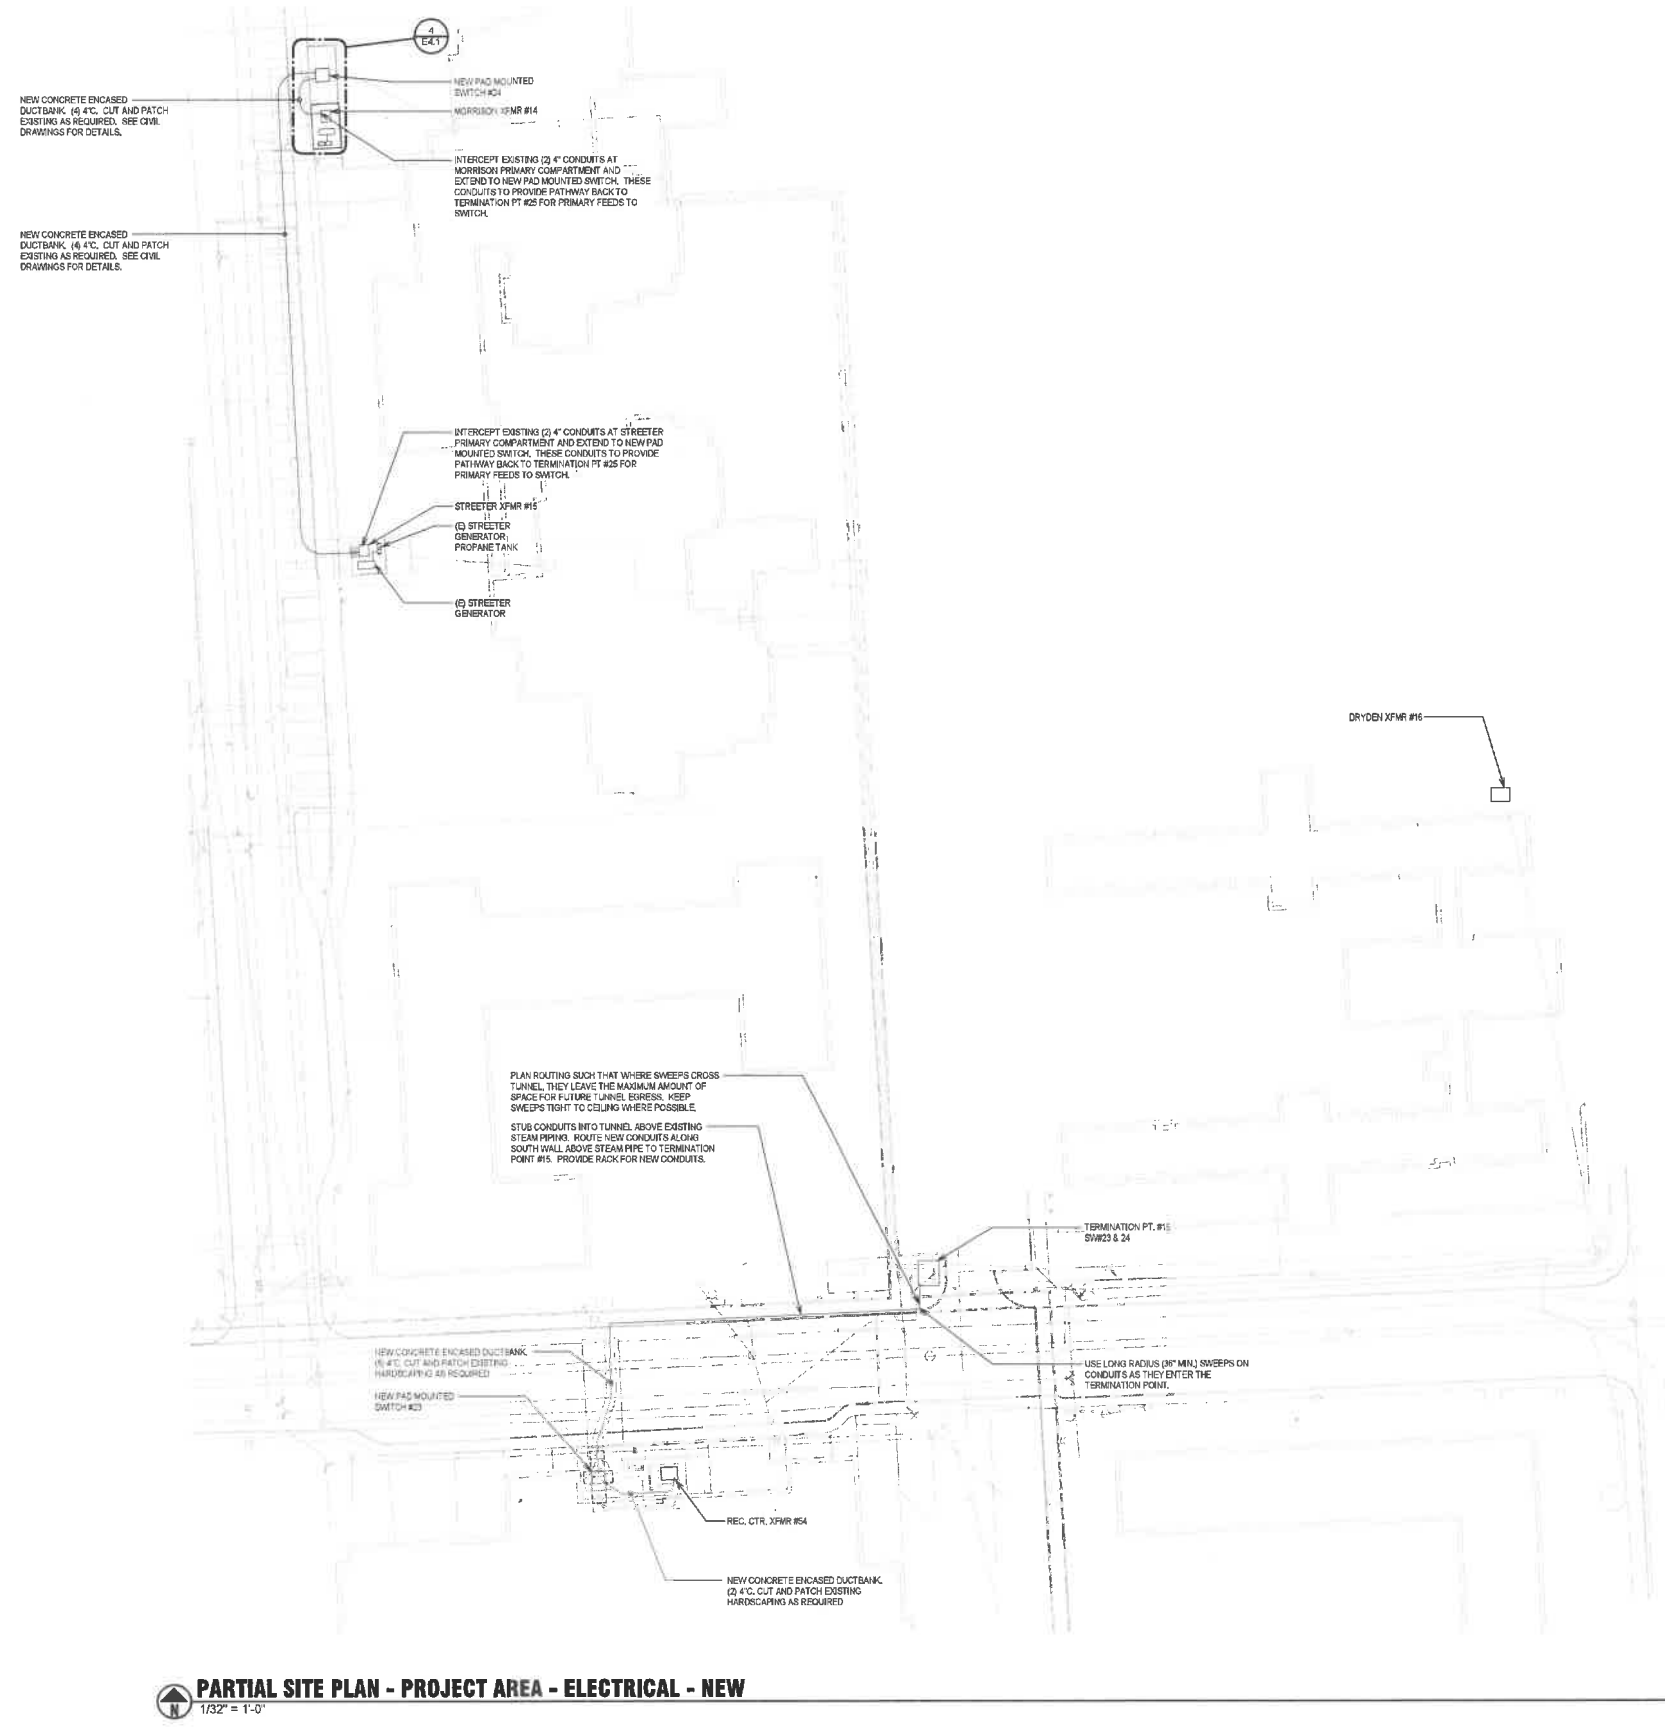 4
E4.1
NEW PAD MOUNTED
SWITCH #24
MORRISON XFMR #14
NEW CONCRETE ENCASED
DUCTBANK. (4) 4"C. CUT AND PATCH
EXISTING AS REQUIRED. SEE CIVIL
DRAWINGS FOR DETAILS.
INTERCEPT EXISTING (2) 4" CONDUITS AT
MORRISON PRIMARY COMPARTMENT AND
EXTEND TO NEW PAD MOUNTED SWITCH. THESE
CONDUITS TO PROVIDE PATHWAY BACK TO
TERMINATION PT #25 FOR PRIMARY FEEDS TO
SWITCH.
NEW CONCRETE ENCASED
DUCTBANK. (4) 4"C. CUT AND PATCH
EXISTING AS REQUIRED. SEE CIVIL
DRAWINGS FOR DETAILS.
INTERCEPT EXISTING (2) 4" CONDUITS AT STREETER
PRIMARY COMPARTMENT AND EXTEND TO NEW PAD
MOUNTED SWITCH. THESE CONDUITS TO PROVIDE
PATHWAY BACK TO TERMINATION PT #25 FOR
PRIMARY FEEDS TO SWITCH.
STREETER XFMR #15
(E) STREETER
GENERATOR
PROPANE TANK
(E) STREETER
GENERATOR
DRYDEN XFMR #16
PLAN ROUTING SUCH THAT WHERE SWEEPS CROSS
TUNNEL, THEY LEAVE THE MAXIMUM AMOUNT OF
SPACE FOR FUTURE TUNNEL EGRESS. KEEP
SWEEPS TIGHT TO CEILING WHERE POSSIBLE.
STUB CONDUITS INTO TUNNEL ABOVE EXISTING
STEAM PIPING. ROUTE NEW CONDUITS ALONG
SOUTH WALL ABOVE STEAM PIPE TO TERMINATION
POINT #15. PROVIDE RACK FOR NEW CONDUITS.
TERMINATION PT. #15
SW#23 & 24
NEW CONCRETE ENCASED DUCTBANK.
(6) 4"C. CUT AND PATCH EXISTING
HARDSCAPING AS REQUIRED
NEW PAD MOUNTED
SWITCH #23
USE LONG RADIUS (36" MIN.) SWEEPS ON
CONDUITS AS THEY ENTER THE
TERMINATION POINT.
REC. CTR. XFMR #54
NEW CONCRETE ENCASED DUCTBANK.
(2) 4"C. CUT AND PATCH EXISTING
HARDSCAPING AS REQUIRED
N
PARTIAL SITE PLAN - PROJECT AREA - ELECTRICAL - NEW
1/32" = 1'-0"